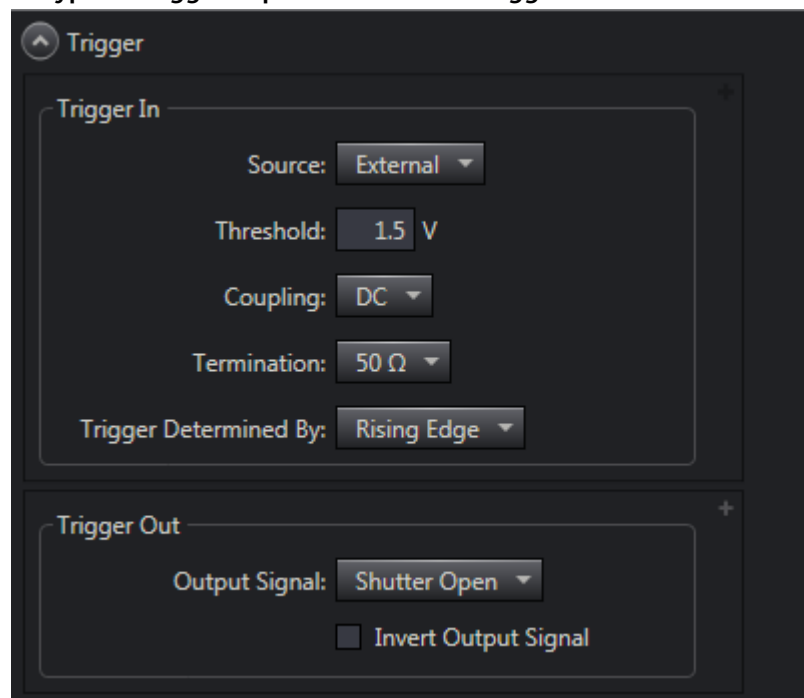 Trigger
Trigger In
Source: External
Threshold: 1.5 V
Coupling: DC
Termination: 50 Ω
Trigger Determined By: Rising Edge
Trigger Out
Output Signal: Shutter Open
Invert Output Signal